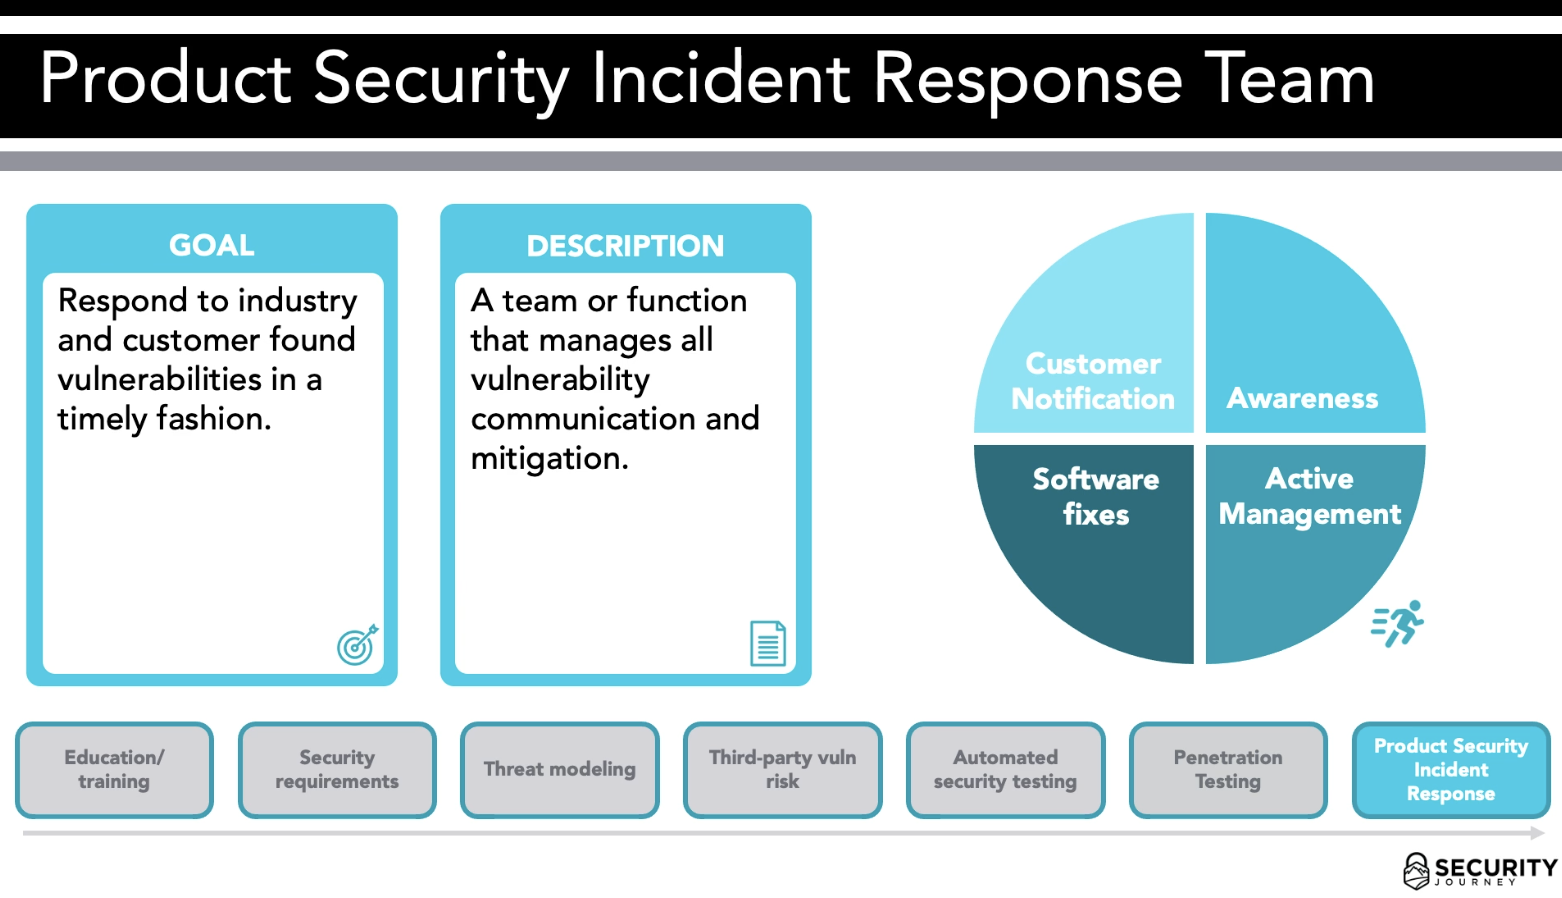 Product Security Incident Response Team
GOAL
Respond to industry
and customer found
vulnerabilities in a
timely fashion.
DESCRIPTION
A team or function
that manages all
vulnerability
communication and
mitigation.
Customer
Notification
Awareness
Software
fixes
Active
Management
Education/
training
Security
requirements
Threat modeling
Third-party vuln
risk
Automated
security testing
Penetration
Testing
Product Security
Incident
Response
SECURITY
JOURNEY